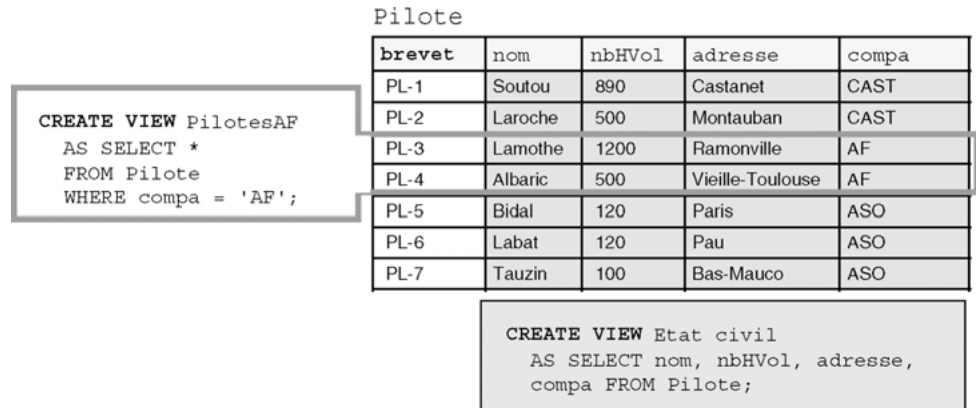 Pilote
brevet nom nbHVol adresse compa
PL-1 Soutou 890 Castanet CAST
PL-2 Laroche 500 Montauban CAST
PL-3 Lamothe 1200 Ramonville AF
PL-4 Albaric 500 Vieille-Toulouse AF
PL-5 Bidal 120 Paris ASO
PL-6 Labat 120 Pau ASO
PL-7 Tauzin 100 Bas-Mauco ASO
CREATE VIEW PilotesAF
AS SELECT *
FROM Pilote
WHERE compa = 'AF';
CREATE VIEW Etat civil
AS SELECT nom, nbHVol, adresse,
compa FROM Pilote;